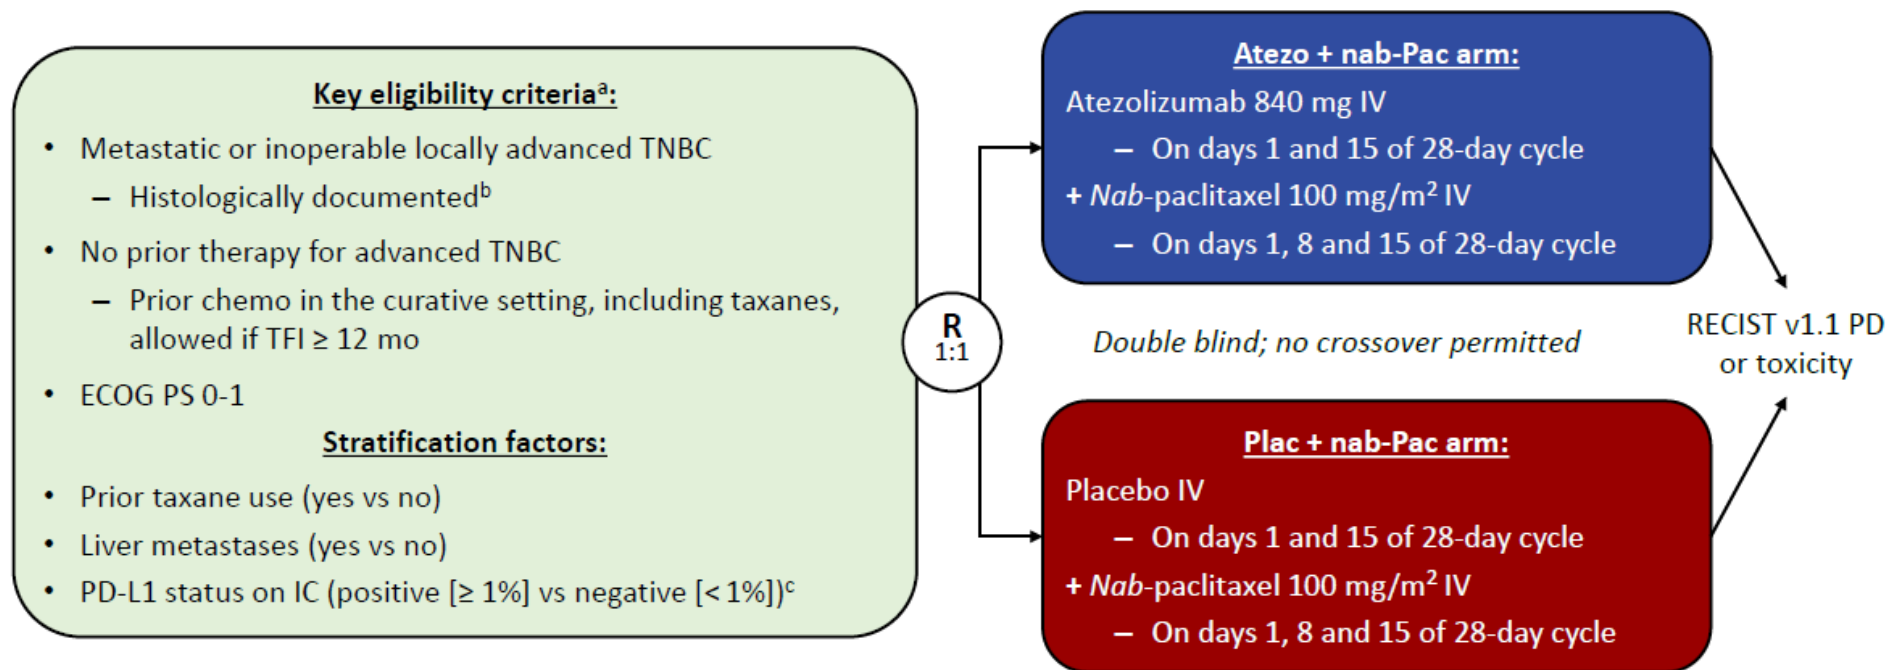 Key eligibility criteriaᵃ:
• Metastatic or inoperable locally advanced TNBC
– Histologically documentedᵇ
• No prior therapy for advanced TNBC
– Prior chemo in the curative setting, including taxanes,
allowed if TFI ≥ 12 mo
• ECOG PS 0-1
Stratification factors:
• Prior taxane use (yes vs no)
• Liver metastases (yes vs no)
• PD-L1 status on IC (positive [≥ 1%] vs negative [< 1%])ᶜ
R
1:1
Atezo + nab-Pac arm:
Atezolizumab 840 mg IV
– On days 1 and 15 of 28-day cycle
+ Nab-paclitaxel 100 mg/m² IV
– On days 1, 8 and 15 of 28-day cycle
Double blind; no crossover permitted
Plac + nab-Pac arm:
Placebo IV
– On days 1 and 15 of 28-day cycle
+ Nab-paclitaxel 100 mg/m² IV
– On days 1, 8 and 15 of 28-day cycle
RECIST v1.1 PD
or toxicity